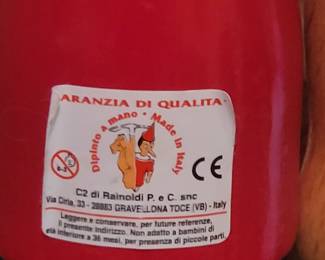 ARANZIA DI QUALITA'
Dipinto a mano • Made in Italy
0-3
CE
C2 di Rainoldi P. e C. snc
Via Cirla, 33 - 28883 GRAVELLONA TOCE (VB) - Italy
Leggere e conservare, per future referenze,
il presente indirizzo. Non adatto a bambini di
età inferiore a 36 mesi, per presenza di piccole parti.